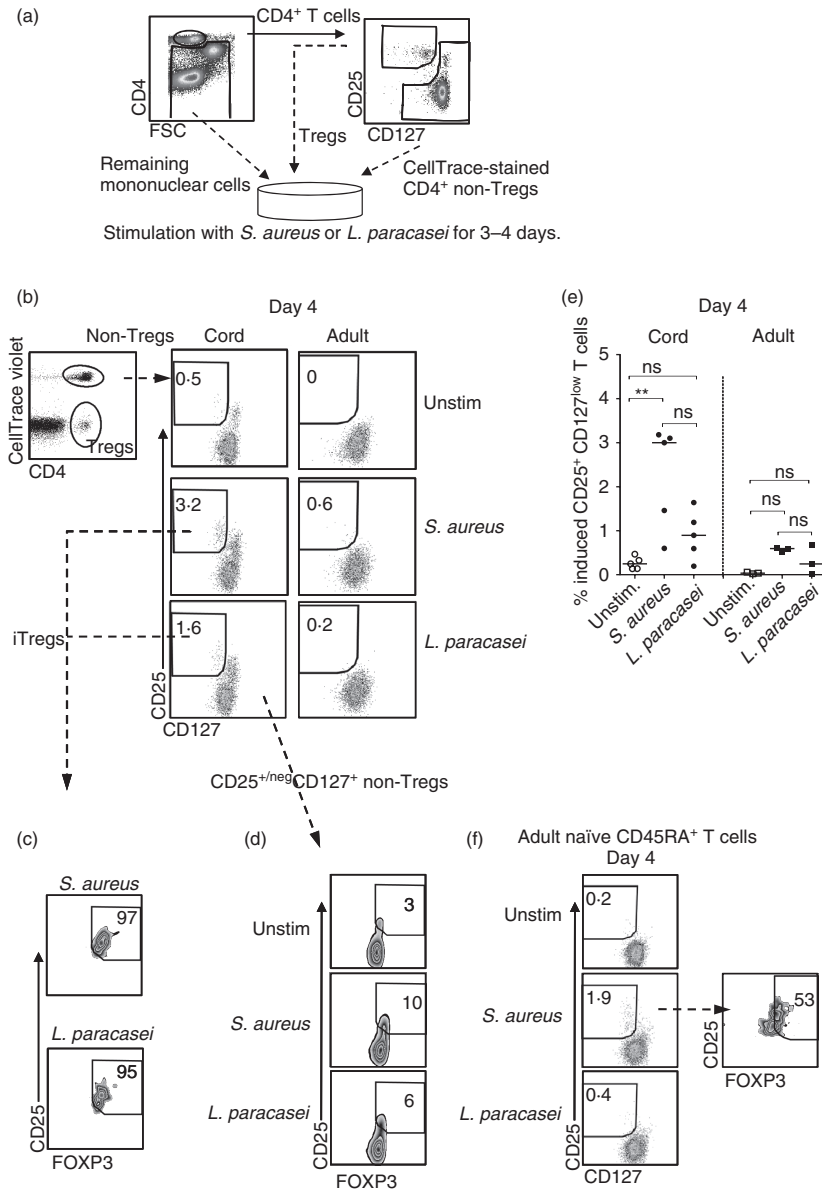 (a)
CD4⁺ T cells
CD4
FSC
CD25
CD127
Tregs
Remaining
mononuclear cells
CellTrace-stained
CD4⁺ non-Tregs
Stimulation with S. aureus or L. paracasei for 3–4 days.
(b)
Day 4
Non-Tregs
Cord
Adult
CellTrace violet
Tregs
CD4
0·5
0
Unstim
3·2
0·6
S. aureus
iTregs
1·6
0·2
L. paracasei
CD25
CD127
CD25⁺/ⁿᵉᵍCD127⁺ non-Tregs
(e)
Day 4
Cord
Adult
% induced CD25⁺ CD127ˡᵒʷ T cells
5
4
3
2
1
0
ns
**
ns
ns
ns
ns
Unstim.
S. aureus
L. paracasei
Unstim.
S. aureus
L. paracasei
(c)
S. aureus
97
L. paracasei
95
CD25
FOXP3
(d)
Unstim
3
S. aureus
10
L. paracasei
6
CD25
FOXP3
(f)
Adult naïve CD45RA⁺ T cells
Day 4
Unstim
0·2
S. aureus
1·9
53
CD25
FOXP3
L. paracasei
0·4
CD25
CD127